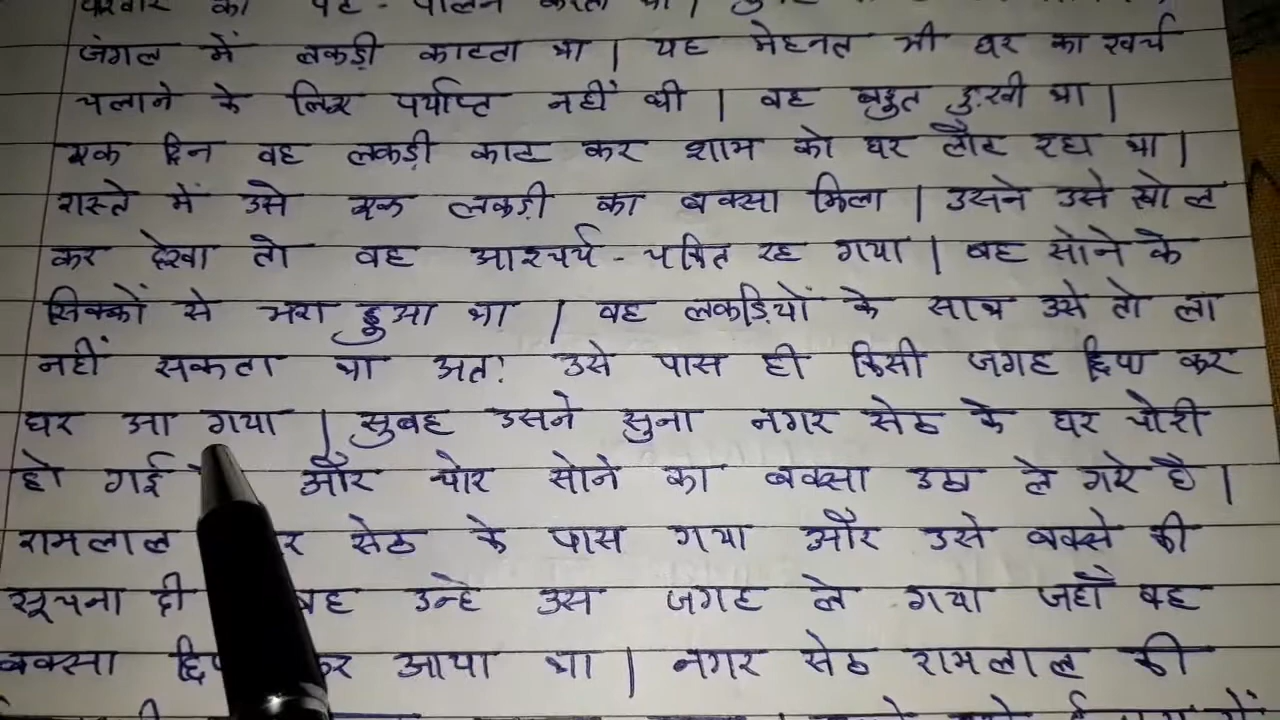 का पेट - पालन करता था |
जंगल में लकड़ी काटता था | यह मेहनत भी घर का खर्च
चलाने के लिए पर्याप्त नहीं थी | वह बहुत दुःखी था |
एक दिन वह लकड़ी काट कर शाम को घर लौट रहा था |
रास्ते में उसे एक लकड़ी का बक्सा मिला | उसने उसे खोल
कर देखा तो वह आश्चर्य - चकित रह गया | वह सोने के
सिक्कों से भरा हुआ था | वह लकड़ियों के साथ उसे तो ला
नहीं सकता था अतः उसे पास ही किसी जगह छिपा कर
घर आ गया | सुबह उसने सुना नगर सेठ के घर चोरी
हो गई और चोर सोने का बक्सा उठा ले गये है |
रामलाल सेठ के पास गया और उसे बक्से की
सूचना दी वह उन्हे उस जगह ले गया जहाँ वह
बक्सा कर आया था | नगर सेठ रामलाल की